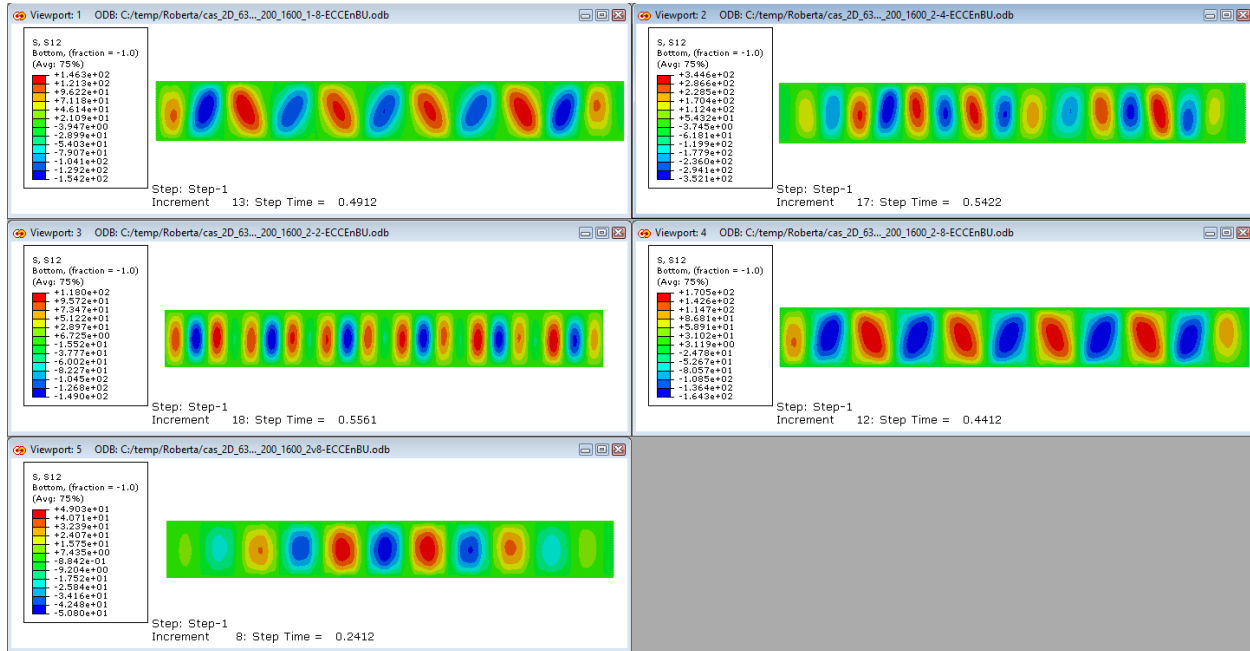 Viewport: 1 ODB: C:/temp/Roberta/cas_2D_63..._200_1600_1-8-ECCEnBU.odb
S, S12
Bottom, (fraction = -1.0)
(Avg: 75%)
+1.463e+02
+1.213e+02
+9.622e+01
+7.118e+01
+4.614e+01
+2.109e+01
-3.947e+00
-2.899e+01
-5.403e+01
-7.907e+01
-1.041e+02
-1.292e+02
-1.542e+02
Step: Step-1
Increment 13: Step Time = 0.4912
Viewport: 2 ODB: C:/temp/Roberta/cas_2D_63..._200_1600_2-4-ECCEnBU.odb
S, S12
Bottom, (fraction = -1.0)
(Avg: 75%)
+3.446e+02
+2.866e+02
+2.285e+02
+1.704e+02
+1.124e+02
+5.432e+01
-3.745e+00
-6.181e+01
-1.199e+02
-1.779e+02
-2.360e+02
-2.941e+02
-3.521e+02
Step: Step-1
Increment 17: Step Time = 0.5422
Viewport: 3 ODB: C:/temp/Roberta/cas_2D_63..._200_1600_2-2-ECCEnBU.odb
S, S12
Bottom, (fraction = -1.0)
(Avg: 75%)
+1.180e+02
+9.572e+01
+7.347e+01
+5.122e+01
+2.897e+01
+6.725e+00
-1.552e+01
-3.777e+01
-6.002e+01
-8.227e+01
-1.045e+02
-1.268e+02
-1.490e+02
Step: Step-1
Increment 18: Step Time = 0.5561
Viewport: 4 ODB: C:/temp/Roberta/cas_2D_63..._200_1600_2-8-ECCEnBU.odb
S, S12
Bottom, (fraction = -1.0)
(Avg: 75%)
+1.705e+02
+1.426e+02
+1.147e+02
+8.681e+01
+5.891e+01
+3.102e+01
+3.119e+00
-2.478e+01
-5.267e+01
-8.057e+01
-1.085e+02
-1.364e+02
-1.643e+02
Step: Step-1
Increment 12: Step Time = 0.4412
Viewport: 5 ODB: C:/temp/Roberta/cas_2D_63..._200_1600_2v8-ECCEnBU.odb
S, S12
Bottom, (fraction = -1.0)
(Avg: 75%)
+4.903e+01
+4.071e+01
+3.239e+01
+2.407e+01
+1.575e+01
+7.435e+00
-8.842e-01
-9.204e+00
-1.752e+01
-2.584e+01
-3.416e+01
-4.248e+01
-5.080e+01
Step: Step-1
Increment 8: Step Time = 0.2412